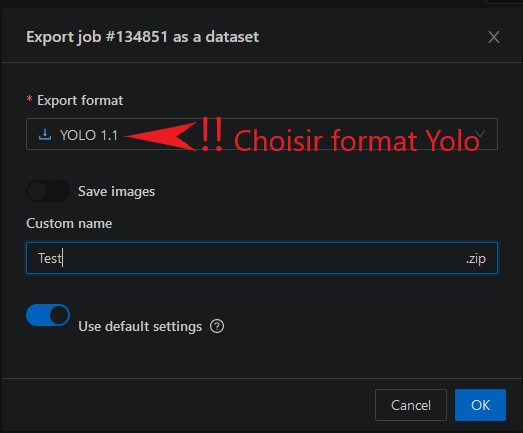 Export job #134851 as a dataset
* Export format
YOLO 1.1 !! Choisir format Yolo
Save images
Custom name
Test .zip
Use default settings ?
Cancel OK